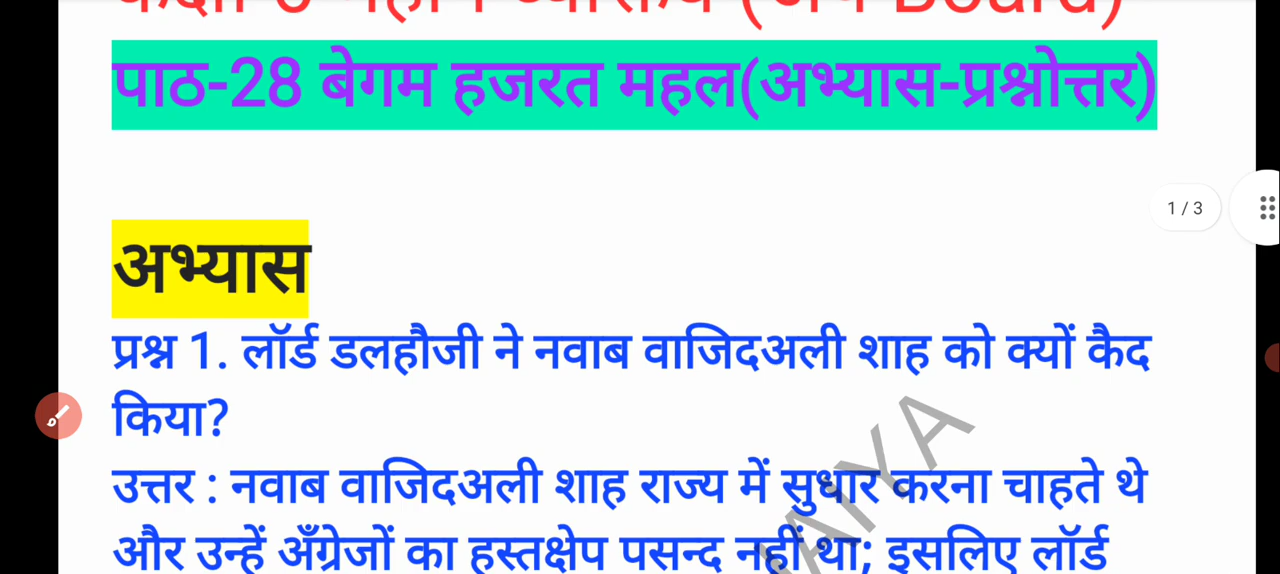 पाठ-28 बेगम हजरत महल(अभ्यास-प्रश्नोत्तर)
1 / 3
अभ्यास
प्रश्न 1. लॉर्ड डलहौजी ने नवाब वाजिदअली शाह को क्यों कैद
किया?
उत्तर : नवाब वाजिदअली शाह राज्य में सुधार करना चाहते थे
और उन्हें अँग्रेजों का हस्तक्षेप पसन्द नहीं था; इसलिए लॉर्ड